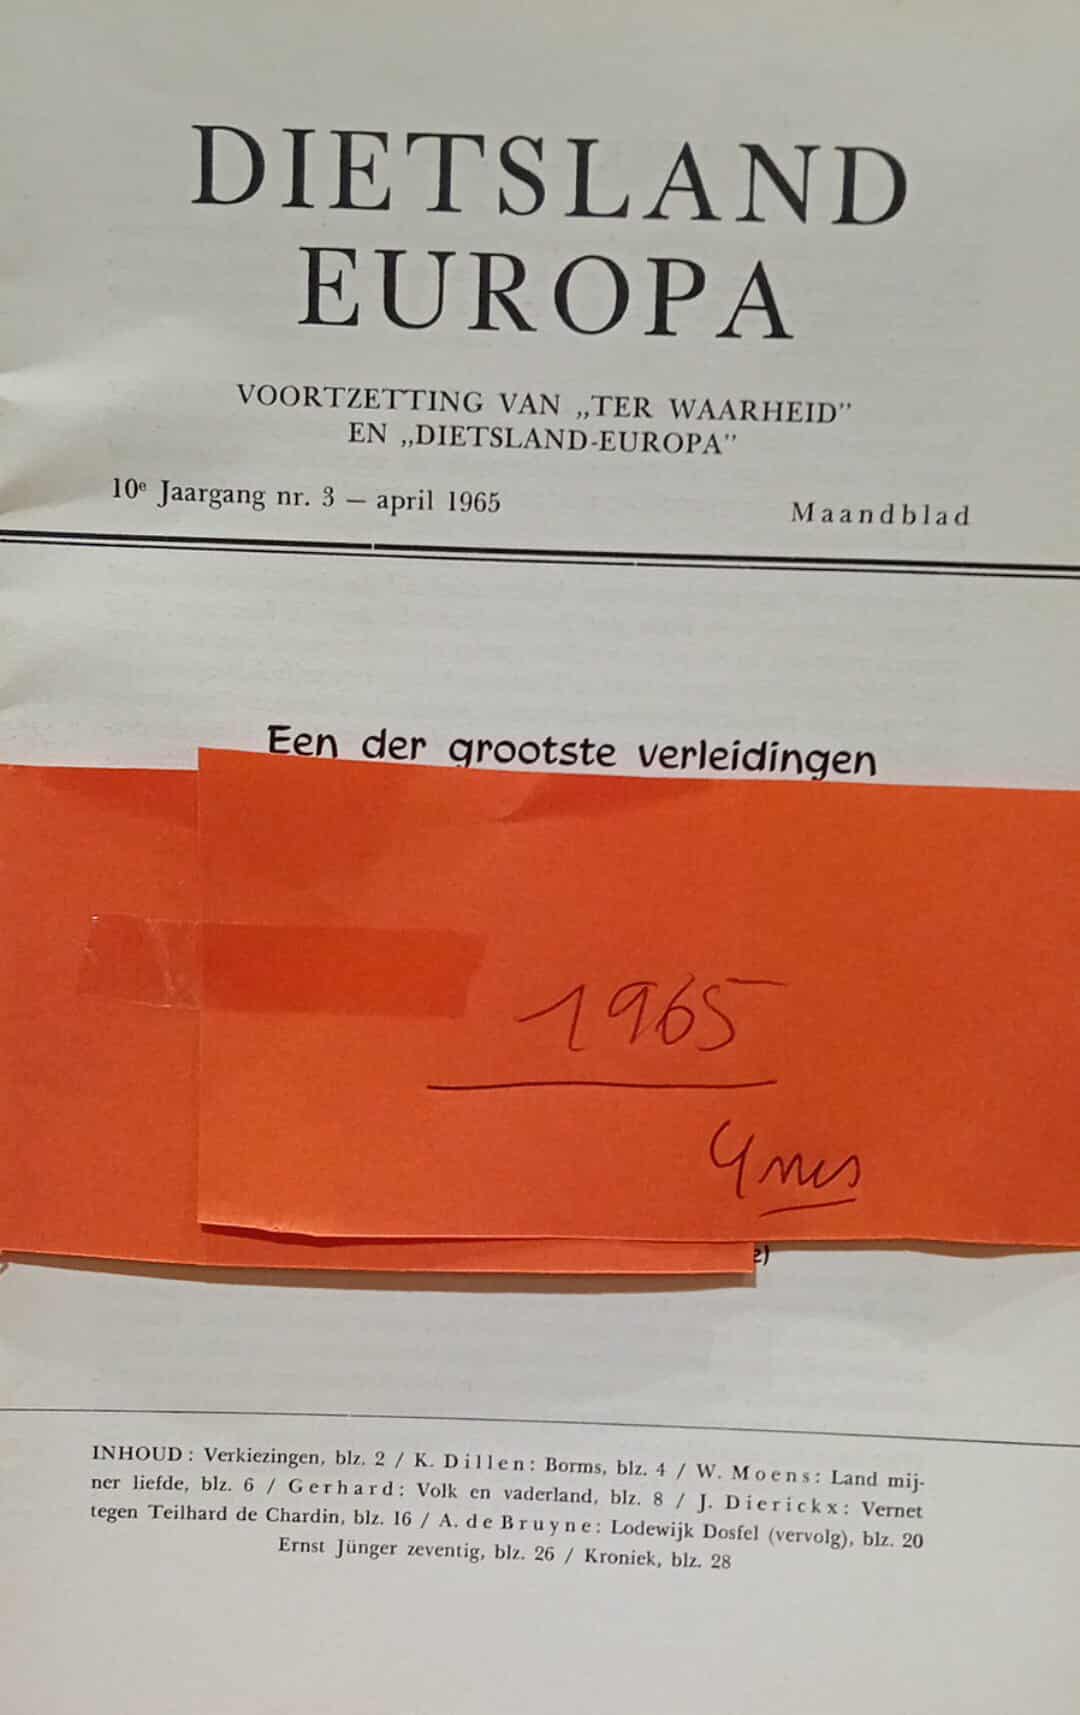 DIETSLAND
EUROPA
VOORTZETTING VAN „TER WAARHEID”
EN „DIETSLAND-EUROPA”
10e Jaargang nr. 3 — april 1965
Maandblad
Een der grootste verleidingen
1965
4 nrs
INHOUD : Verkiezingen, blz. 2 / K. Dillen: Borms, blz. 4 / W. Moens: Land mij-
ner liefde, blz. 6 / Gerhard: Volk en vaderland, blz. 8 / J. Dierickx: Vernet
tegen Teilhard de Chardin, blz. 16 / A. de Bruyne: Lodewijk Dosfel (vervolg), blz. 20
Ernst Jünger zeventig, blz. 26 / Kroniek, blz. 28